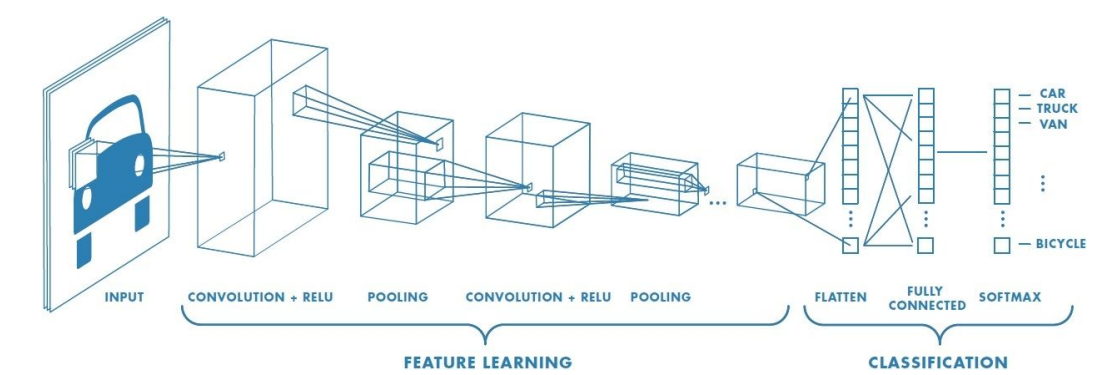 CAR
TRUCK
VAN
BICYCLE
INPUT
CONVOLUTION + RELU
POOLING
CONVOLUTION + RELU
POOLING
FLATTEN
FULLY
CONNECTED
SOFTMAX
FEATURE LEARNING
CLASSIFICATION